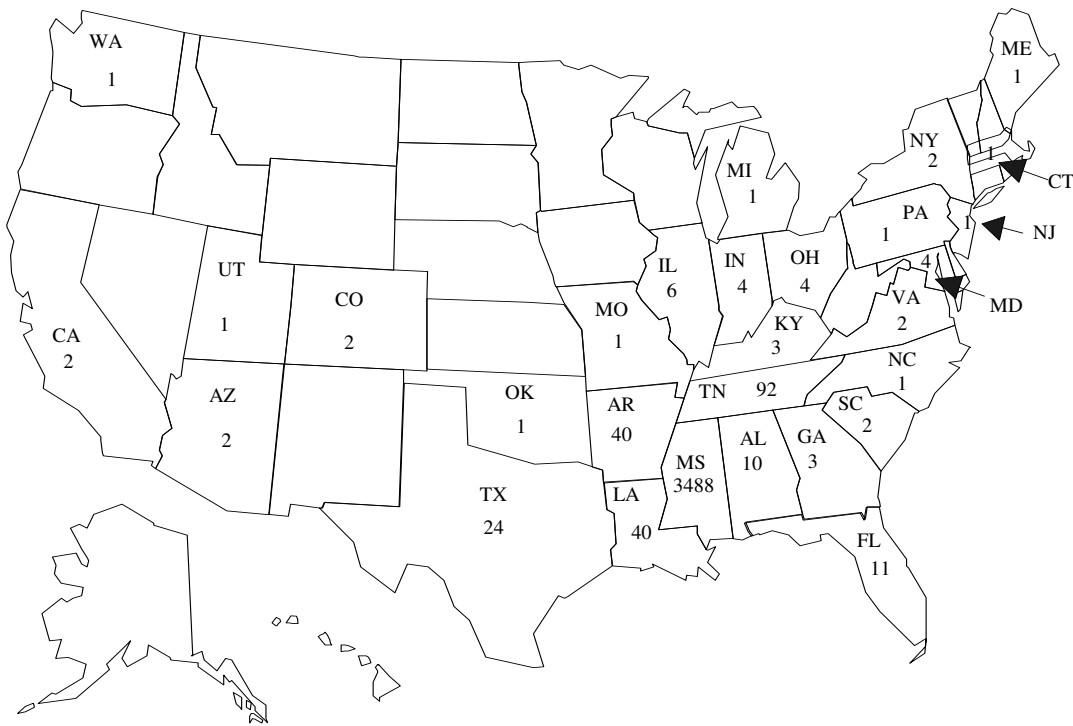 WA
1
ME
1
NY
2
1
CT
MI
1
PA
1
1
NJ
UT
1
CO
2
IL
6
IN
4
OH
4
4
MD
CA
2
MO
1
KY
3
VA
2
AZ
2
OK
1
AR
40
TN 92
NC
1
SC
2
MS
3488
AL
10
GA
3
TX
24
LA
40
FL
11